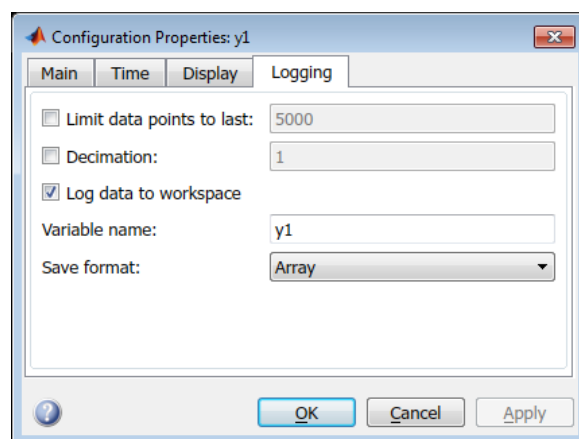 Configuration Properties: y1
Main Time Display Logging
Limit data points to last: 5000
Decimation: 1
Log data to workspace
Variable name: y1
Save format: Array
? OK Cancel Apply